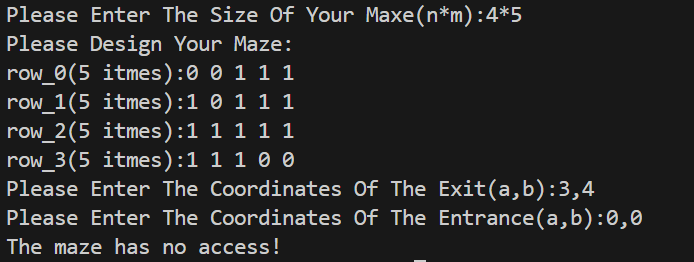 Please Enter The Size Of Your Maxe(n*m):4*5
Please Design Your Maze:
row_0(5 itmes):0 0 1 1 1
row_1(5 itmes):1 0 1 1 1
row_2(5 itmes):1 1 1 1 1
row_3(5 itmes):1 1 1 0 0
Please Enter The Coordinates Of The Exit(a,b):3,4
Please Enter The Coordinates Of The Entrance(a,b):0,0
The maze has no access!